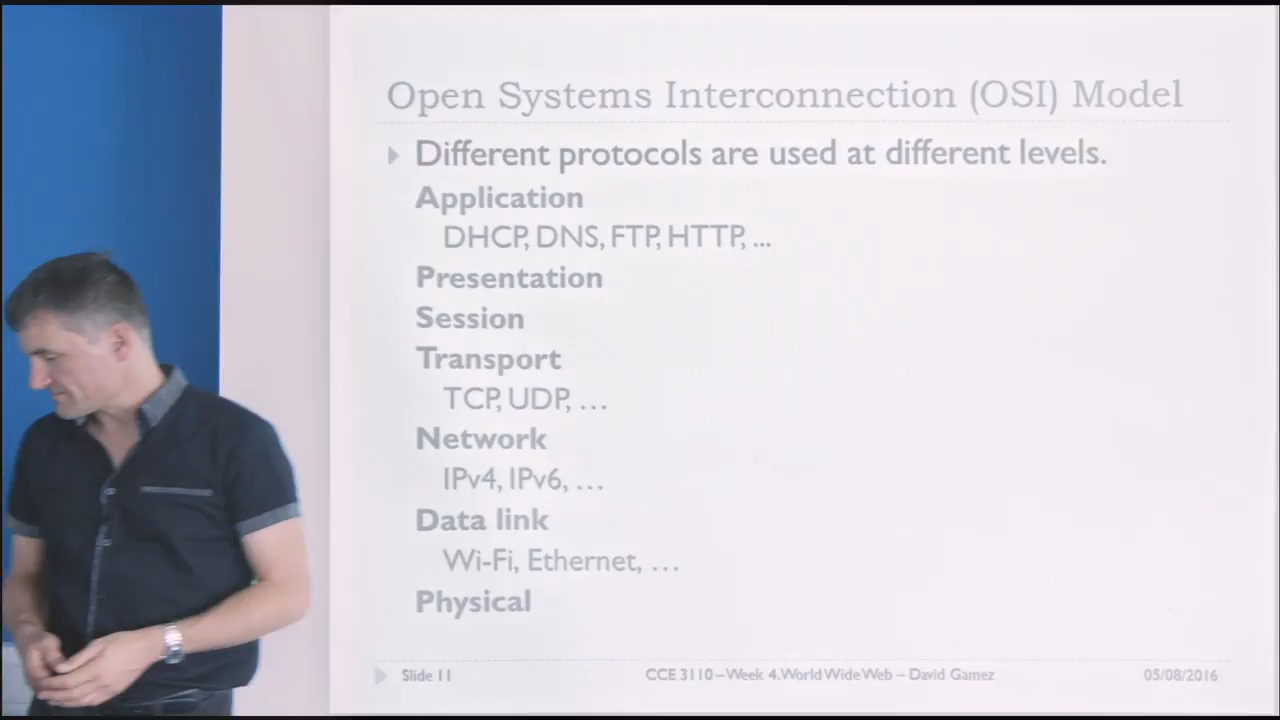 Open Systems Interconnection (OSI) Model
Different protocols are used at different levels.
Application
DHCP, DNS, FTP, HTTP, ...
Presentation
Session
Transport
TCP, UDP, …
Network
IPv4, IPv6, …
Data link
Wi-Fi, Ethernet, …
Physical
Slide 11 CCE 3110 – Week 4. World Wide Web – David Gamez 05/08/2016